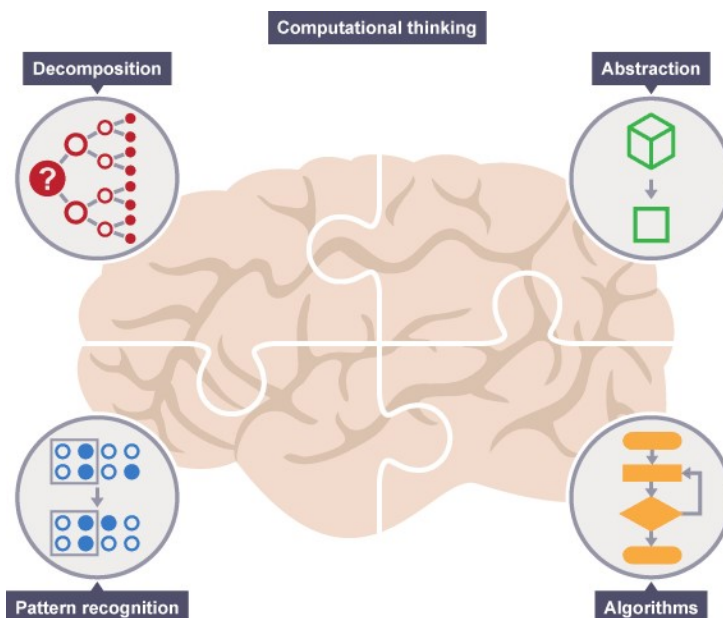 Computational thinking
Decomposition
Abstraction
?
Pattern recognition
Algorithms